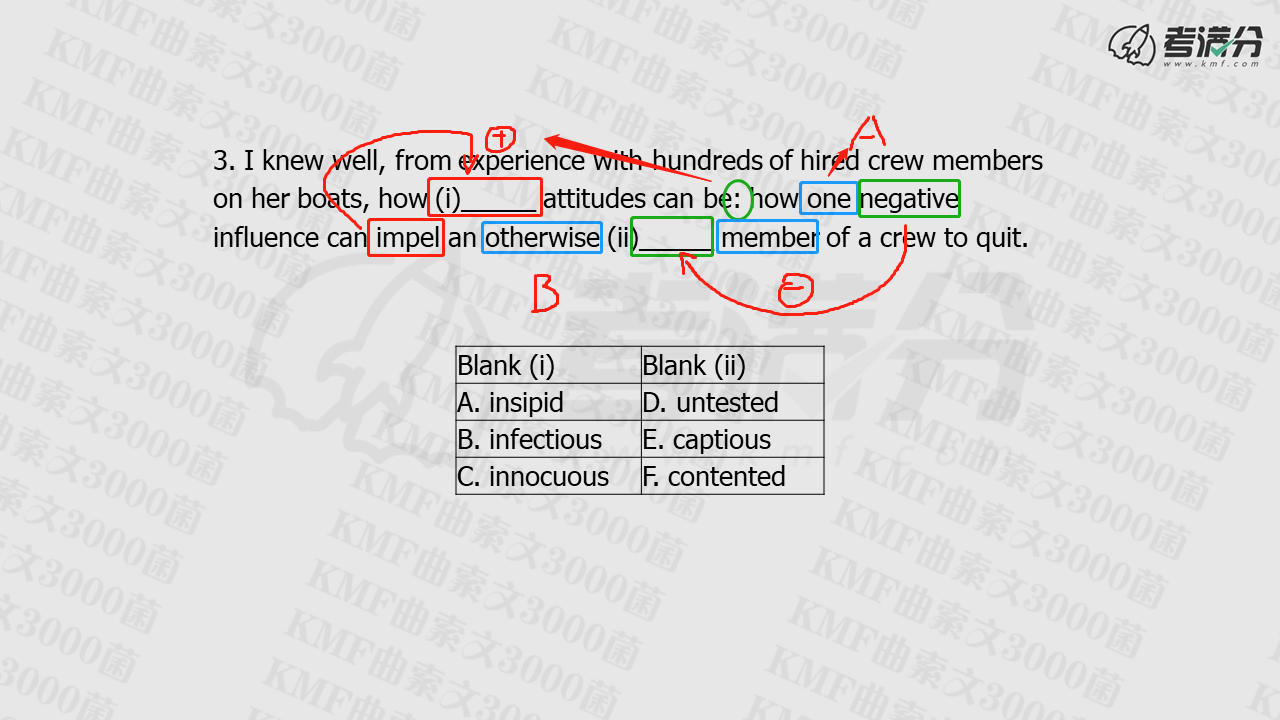 考满分
www.kmf.com
3. I knew well, from experience with hundreds of hired crew members
on her boats, how (i)______ attitudes can be: how one negative
influence can impel an otherwise (ii)______ member of a crew to quit.
A
B
Blank (i) Blank (ii)
A. insipid D. untested
B. infectious E. captious
C. innocuous F. contented
KMF曲索文3000菌